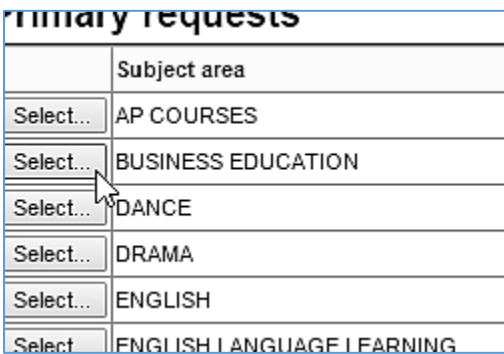 Primary requests
Subject area
Select... AP COURSES
Select... BUSINESS EDUCATION
Select... DANCE
Select... DRAMA
Select... ENGLISH
Select... ENGLISH LANGUAGE LEARNING